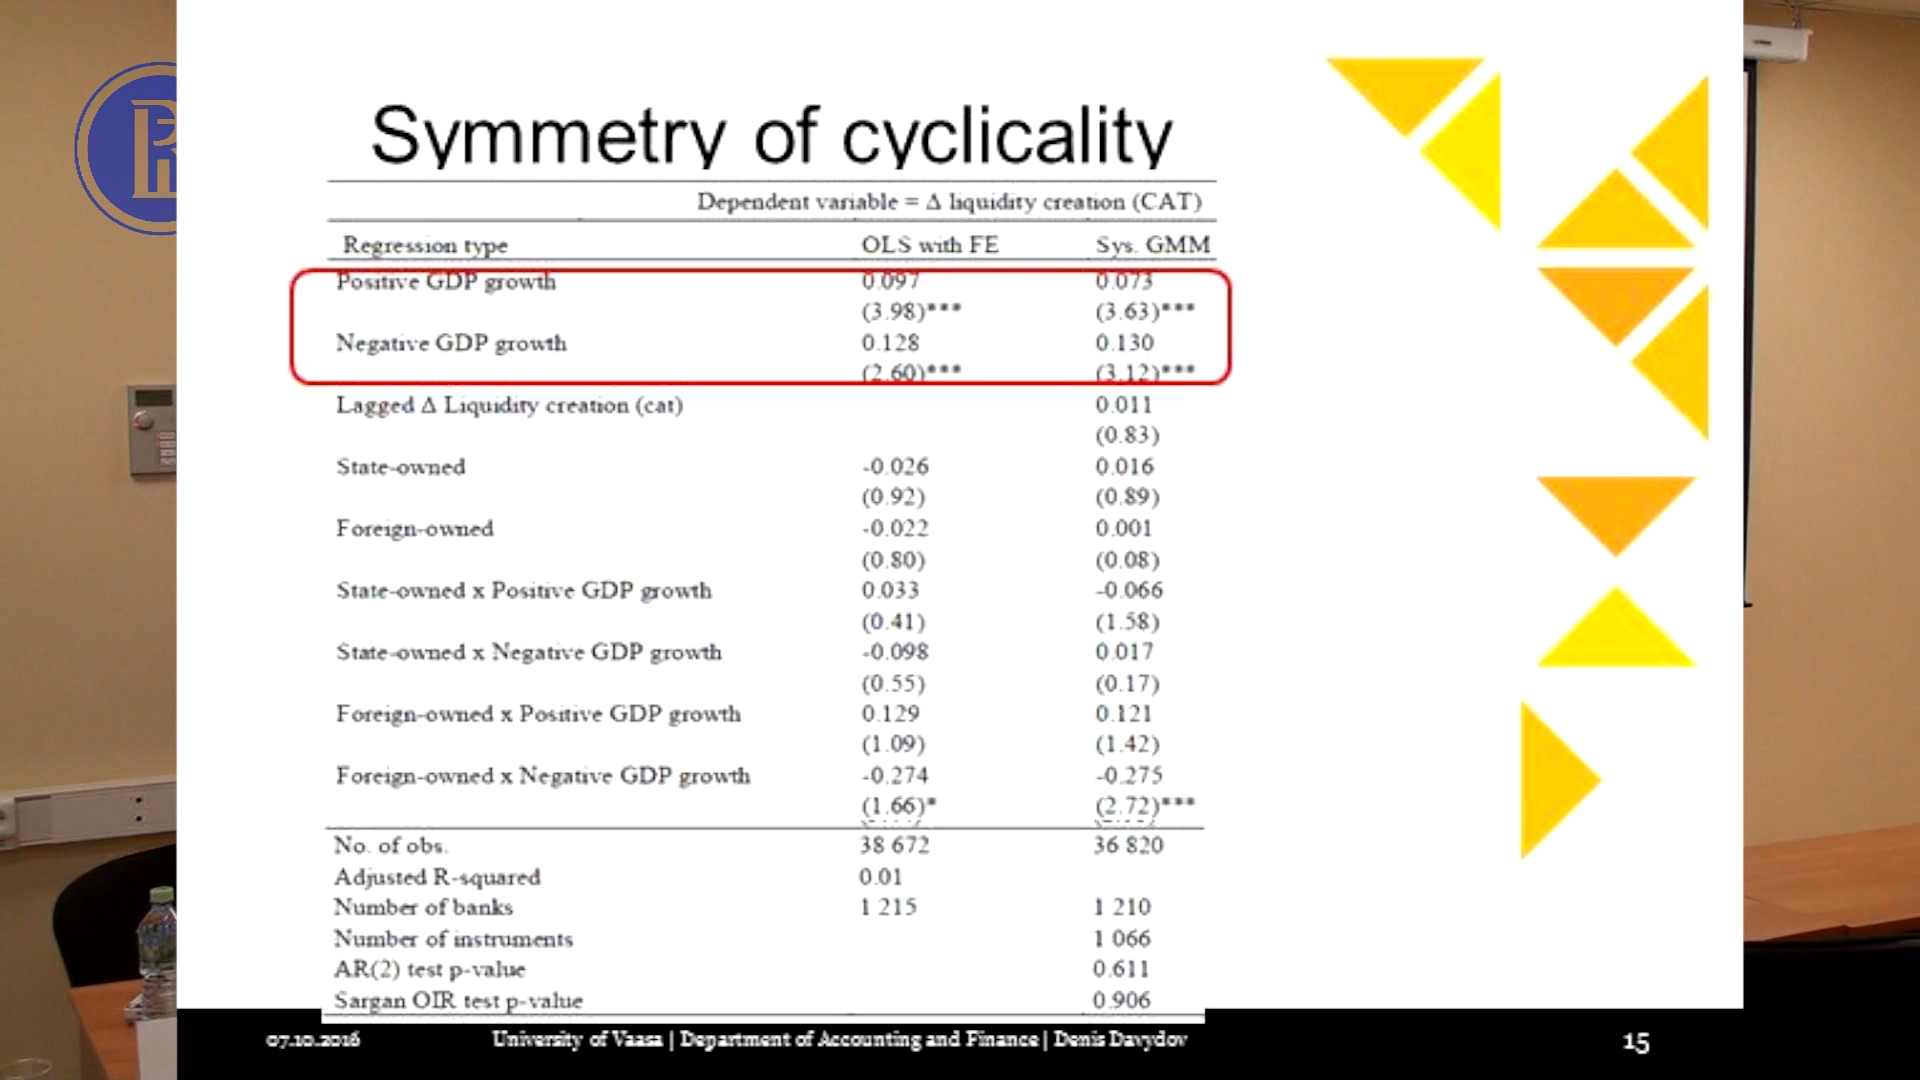 Symmetry of cyclicality
Dependent variable = Δ liquidity creation (CAT)
Regression type OLS with FE Sys. GMM
Positive GDP growth 0.097 0.073
(3.98)*** (3.63)***
Negative GDP growth 0.128 0.130
(2.60)*** (3.12)***
Lagged Δ Liquidity creation (cat) 0.011
(0.83)
State-owned -0.026 0.016
(0.92) (0.89)
Foreign-owned -0.022 0.001
(0.80) (0.08)
State-owned x Positive GDP growth 0.033 -0.066
(0.41) (1.58)
State-owned x Negative GDP growth -0.098 0.017
(0.55) (0.17)
Foreign-owned x Positive GDP growth 0.129 0.121
(1.09) (1.42)
Foreign-owned x Negative GDP growth -0.274 -0.275
(1.66)* (2.72)***
No. of obs. 38 672 36 820
Adjusted R-squared 0.01
Number of banks 1 215 1 210
Number of instruments 1 066
AR(2) test p-value 0.611
Sargan OIR test p-value 0.906
07.10.2016 University of Vaasa | Department of Accounting and Finance | Denis Davydov 15